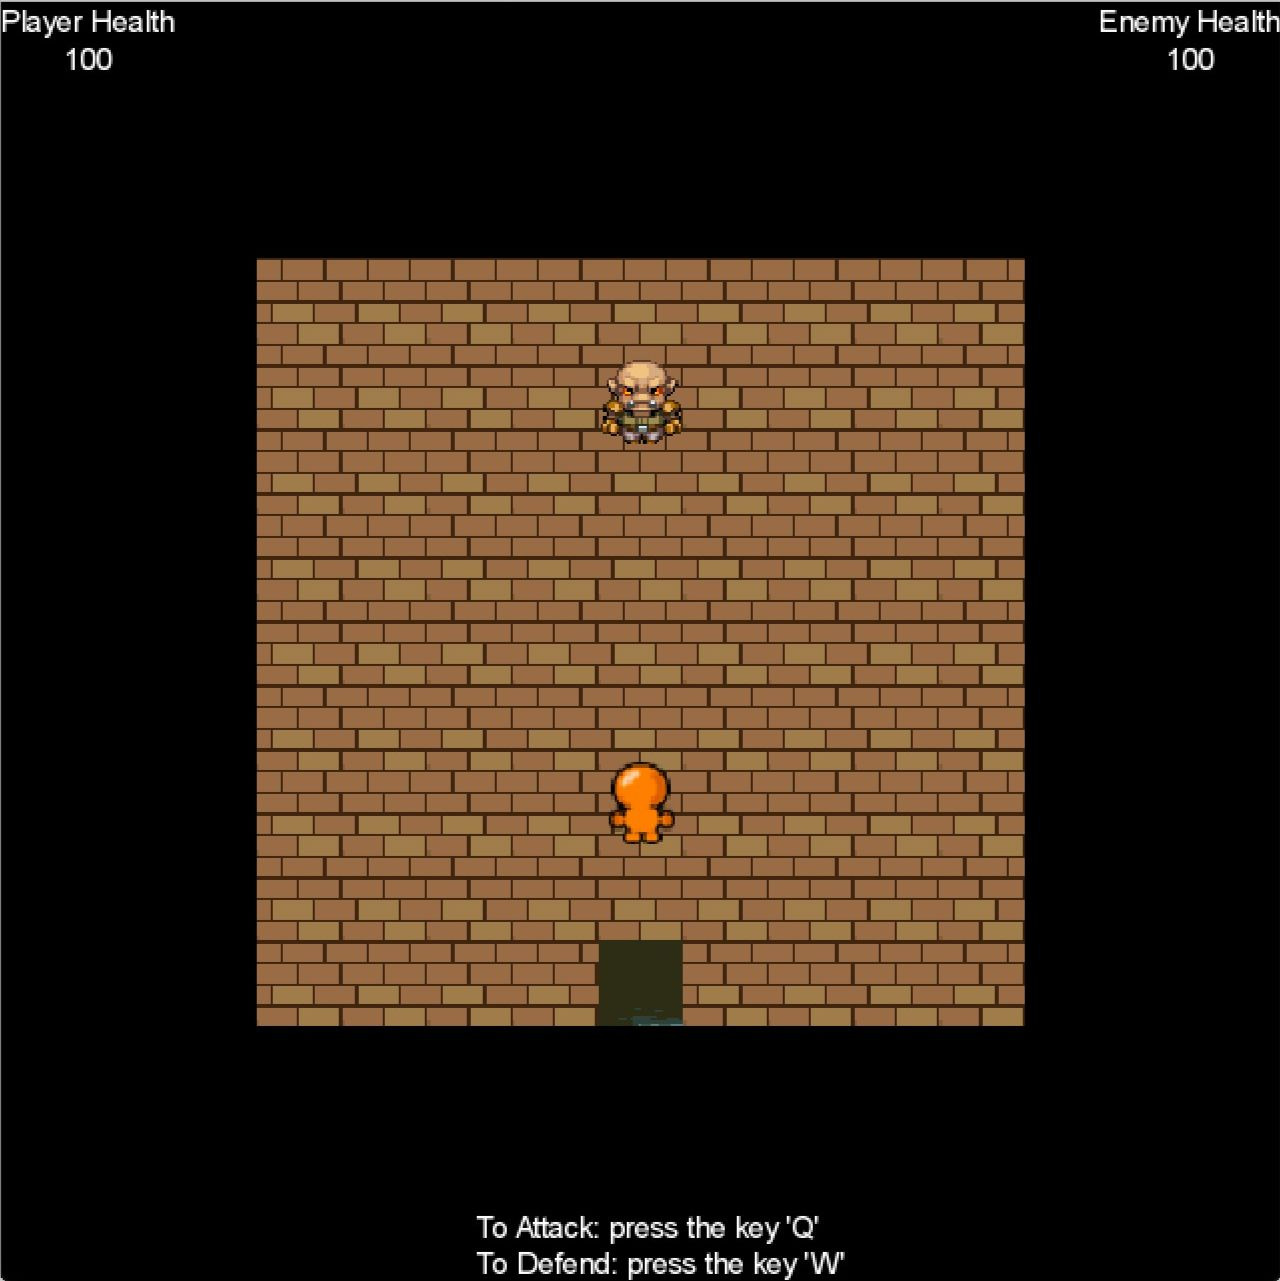 Player Health
100
Enemy Health
100
To Attack: press the key 'Q'
To Defend: press the key 'W'